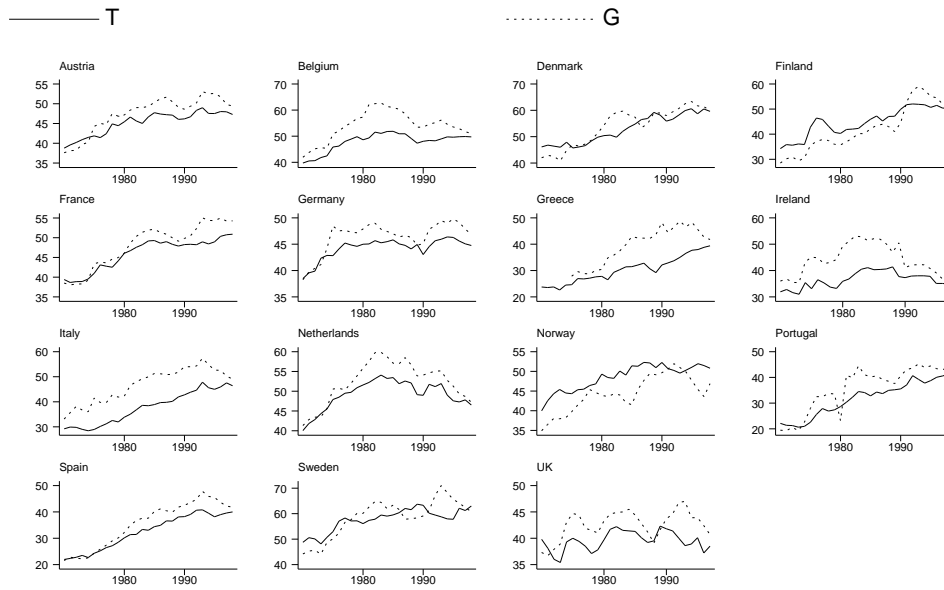 T G
Austria Belgium Denmark Finland
55 50 45 40 35
70 60 50 40
70 60 50 40
60 50 40 30
1980 1990 1980 1990 1980 1990 1980 1990
France Germany Greece Ireland
55 50 45 40 35
50 45 40 35
50 40 30 20
60 50 40 30
1980 1990 1980 1990 1980 1990 1980 1990
Italy Netherlands Norway Portugal
60 50 40 30
60 55 50 45 40
55 50 45 40 35
50 40 30 20
1980 1990 1980 1990 1980 1990 1980 1990
Spain Sweden UK
50 40 30 20
70 60 50 40
50 45 40 35
1980 1990 1980 1990 1980 1990